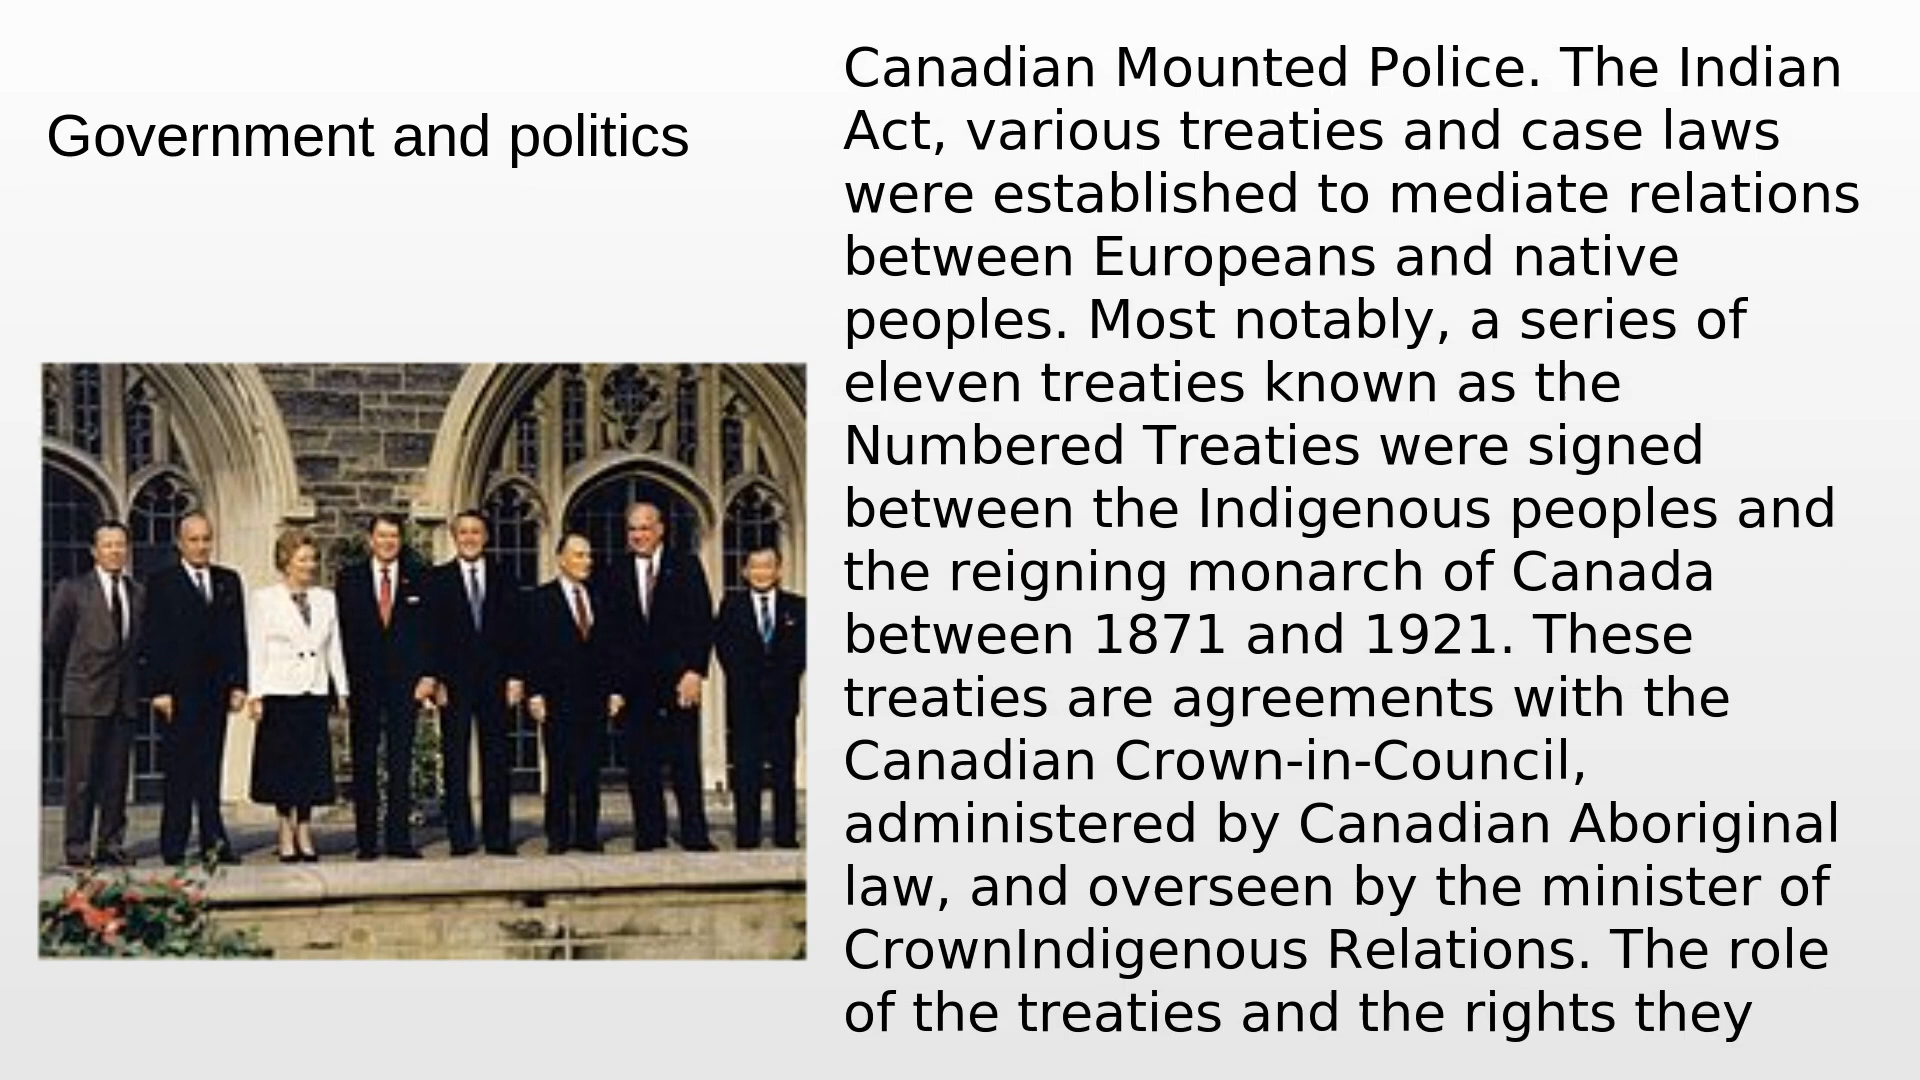 Government and politics
Canadian Mounted Police. The Indian
Act, various treaties and case laws
were established to mediate relations
between Europeans and native
peoples. Most notably, a series of
eleven treaties known as the
Numbered Treaties were signed
between the Indigenous peoples and
the reigning monarch of Canada
between 1871 and 1921. These
treaties are agreements with the
Canadian Crown-in-Council,
administered by Canadian Aboriginal
law, and overseen by the minister of
CrownIndigenous Relations. The role
of the treaties and the rights they